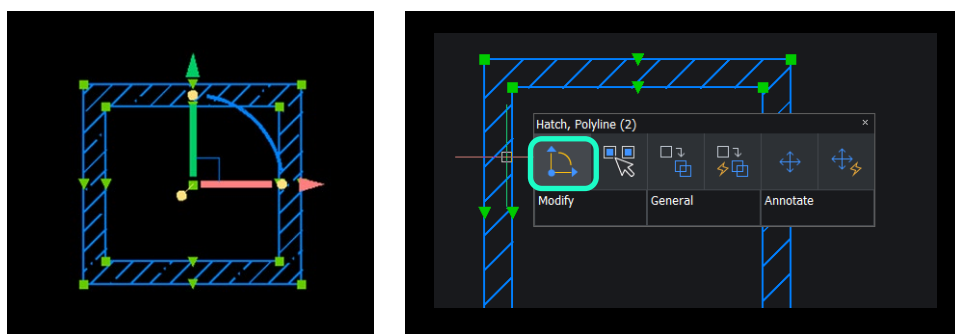 Hatch, Polyline (2)
Modify General Annotate